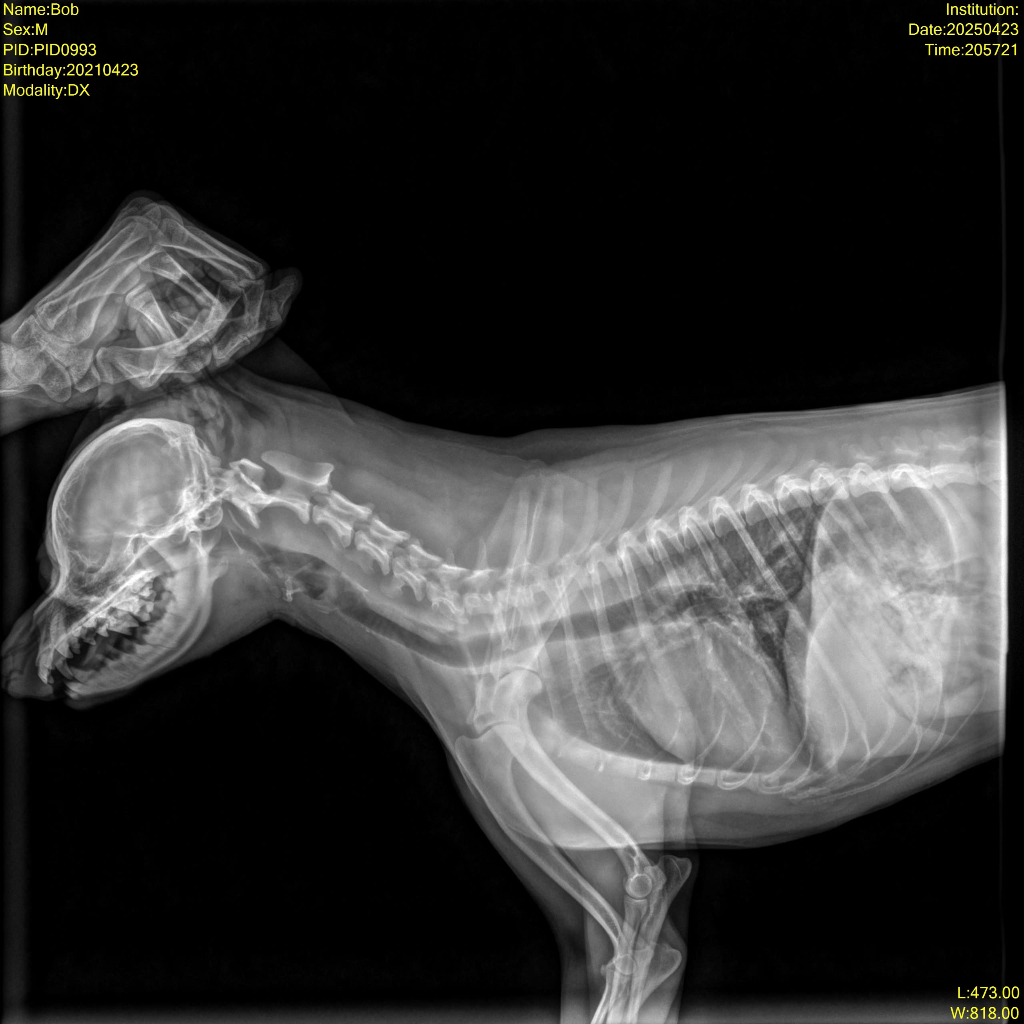 Name:Bob
Sex:M
PID:PID0993
Birthday:20210423
Modality:DX
Institution:
Date:20250423
Time:205721
L:473.00
W:818.00